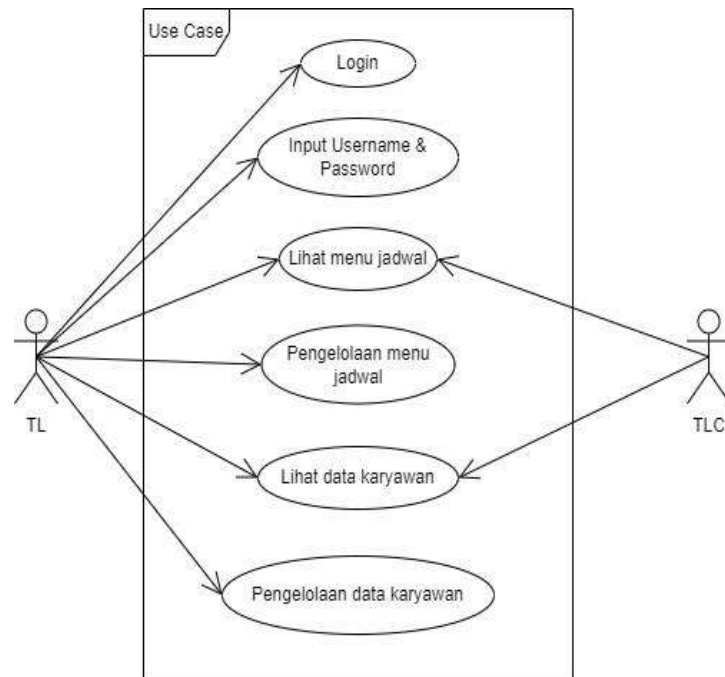 Use Case
Login
Input Username &
Password
Lihat menu jadwal
Pengelolaan menu
jadwal
TL
TLC
Lihat data karyawan
Pengelolaan data karyawan